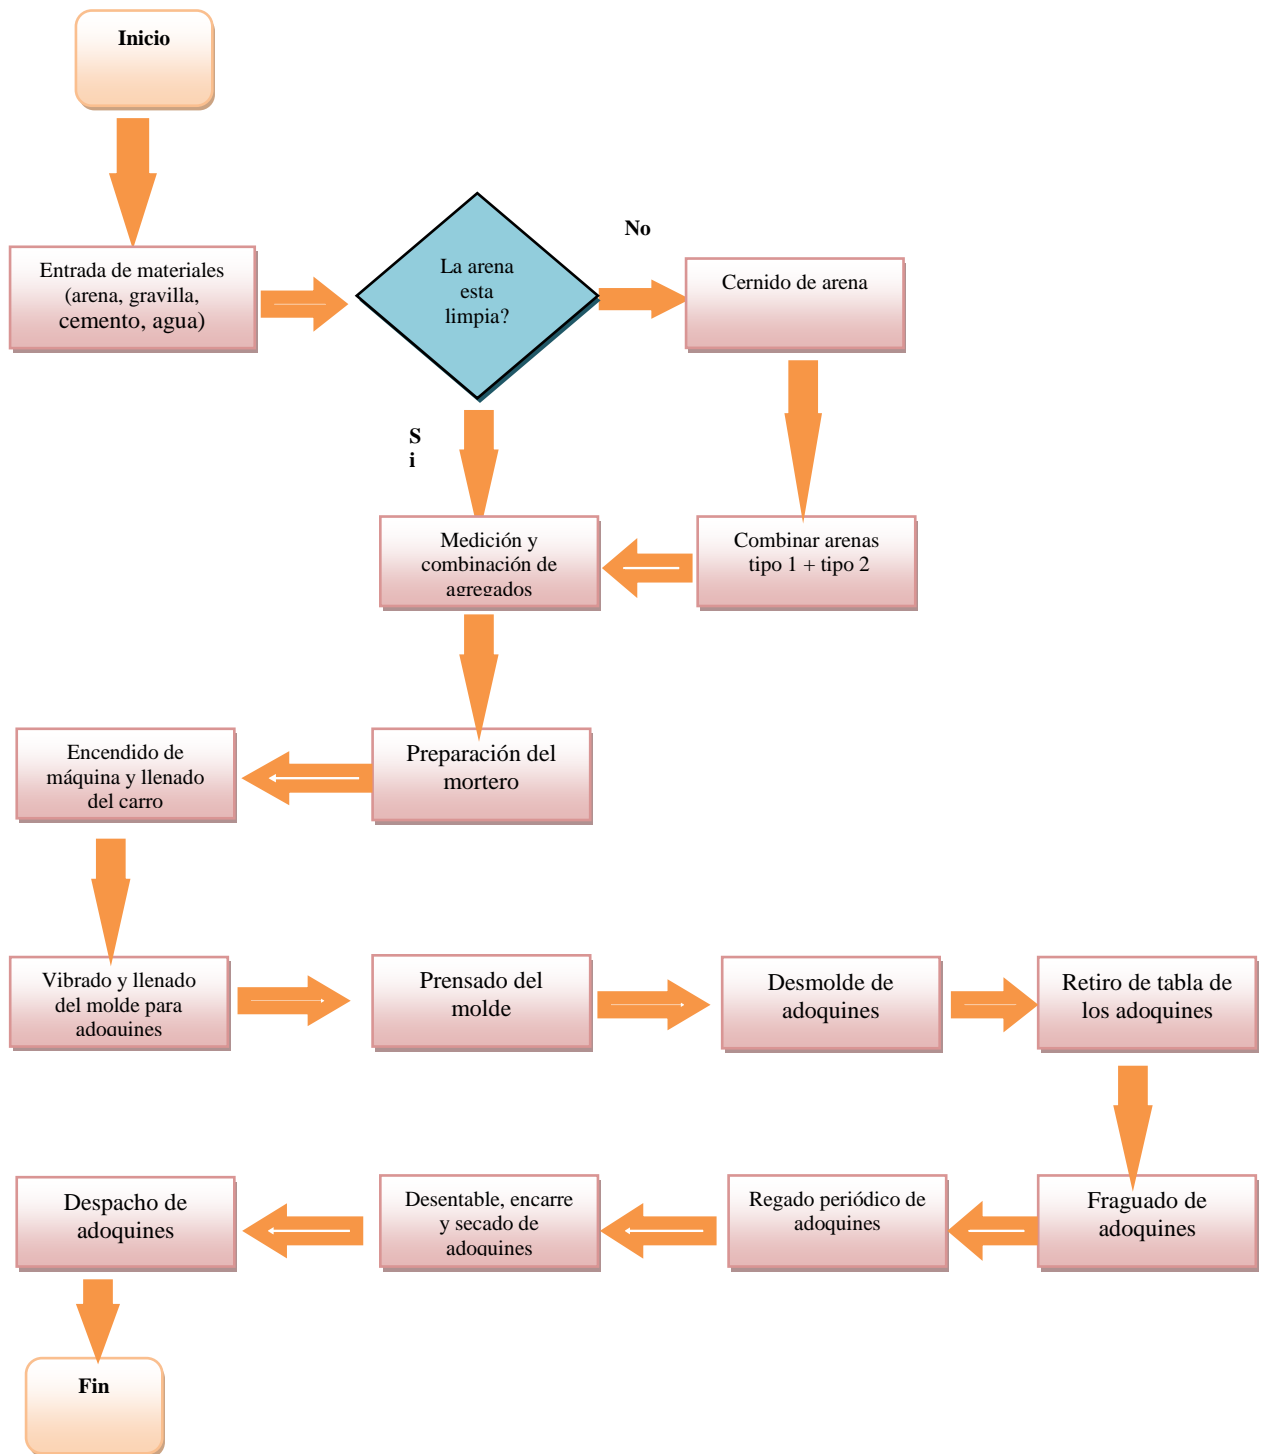 Inicio
Entrada de materiales
(arena, gravilla,
cemento, agua)
La arena
esta
limpia?
No
Cernido de arena
S
i
Medición y
combinación de
agregados
Combinar arenas
tipo 1 + tipo 2
Encendido de
máquina y llenado
del carro
Preparación del
mortero
Vibrado y llenado
del molde para
adoquines
Prensado del
molde
Desmolde de
adoquines
Retiro de tabla de
los adoquines
Despacho de
adoquines
Desentable, encarre
y secado de
adoquines
Regado periódico de
adoquines
Fraguado de
adoquines
Fin